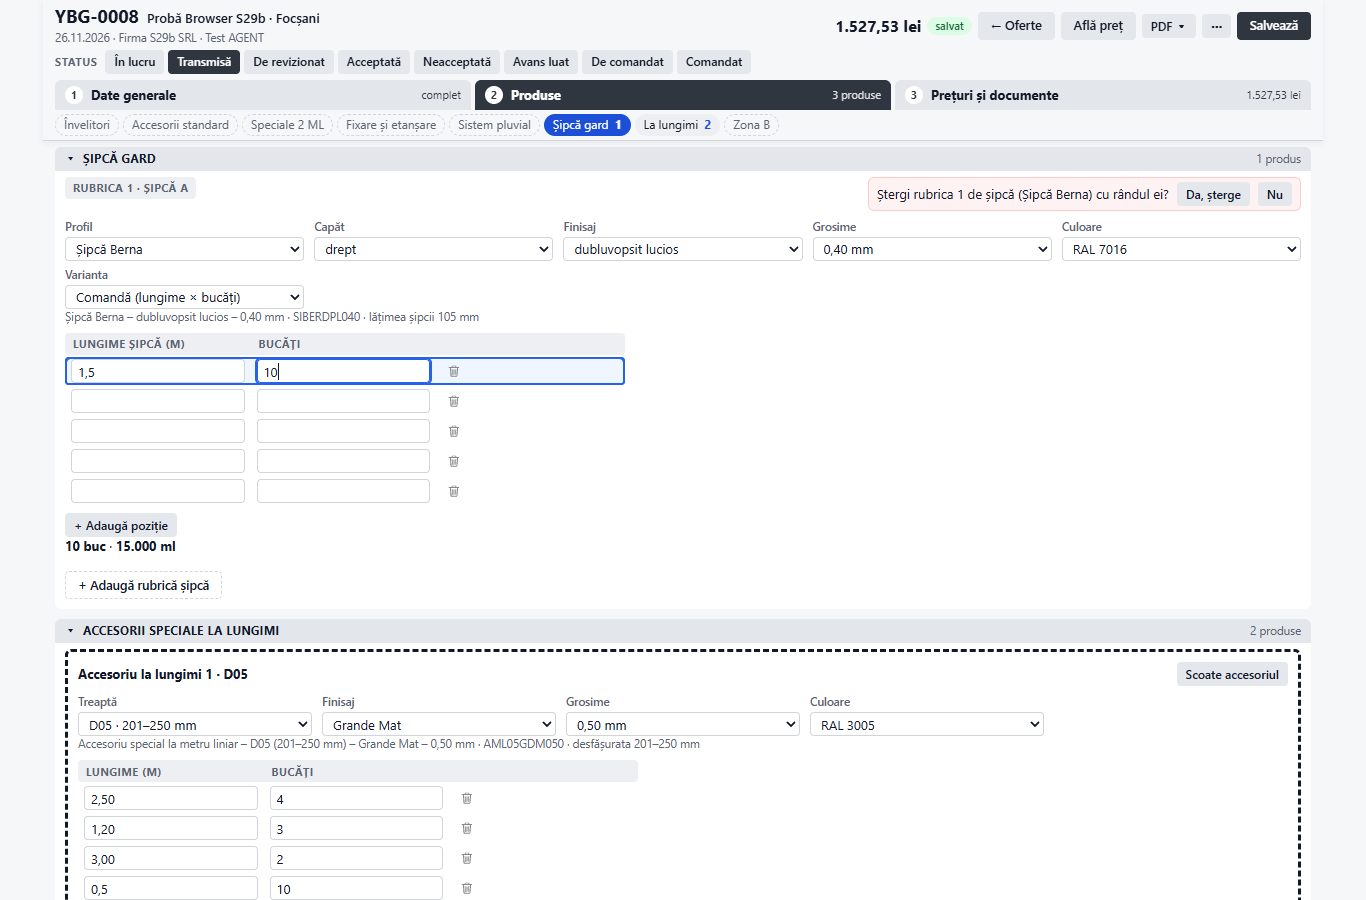 YBG-0008 Probă Browser S29b · Focșani
26.11.2026 · Firma S29b SRL · Test AGENT
1.527,53 lei salvat ← Oferte Află preț PDF ▾ ··· Salvează
STATUS În lucru Transmisă De revizionat Acceptată Neacceptată Avans luat De comandat Comandat
1 Date generale complet
2 Produse 3 produse
3 Prețuri și documente 1.527,53 lei
Învelitori Accesorii standard Speciale 2 ML Fixare și etanșare Sistem pluvial Șipcă gard 1 La lungimi 2 Zona B
ȘIPCĂ GARD 1 produs
RUBRICA 1 · ȘIPCĂ A
Ștergi rubrica 1 de șipcă (Șipcă Berna) cu rândul ei? Da, șterge Nu
Profil Capăt Finisaj Grosime Culoare
Șipcă Berna drept dubluvopsit lucios 0,40 mm RAL 7016
Varianta
Comandă (lungime × bucăți)
Șipcă Berna – dubluvopsit lucios – 0,40 mm · SIBERDPL040 · lățimea șipcii 105 mm
LUNGIME ȘIPCĂ (M) BUCĂȚI
1,5 10
+ Adaugă poziție
10 buc · 15.000 ml
+ Adaugă rubrică șipcă
ACCESORII SPECIALE LA LUNGIMI 2 produse
Accesoriu la lungimi 1 · D05 Scoate accesoriul
Treaptă Finisaj Grosime Culoare
D05 · 201–250 mm Grande Mat 0,50 mm RAL 3005
Accesoriu special la metru liniar – D05 (201–250 mm) – Grande Mat – 0,50 mm · AML05GDM050 · desfășurata 201–250 mm
LUNGIME (M) BUCĂȚI
2,50 4
1,20 3
3,00 2
0,5 10